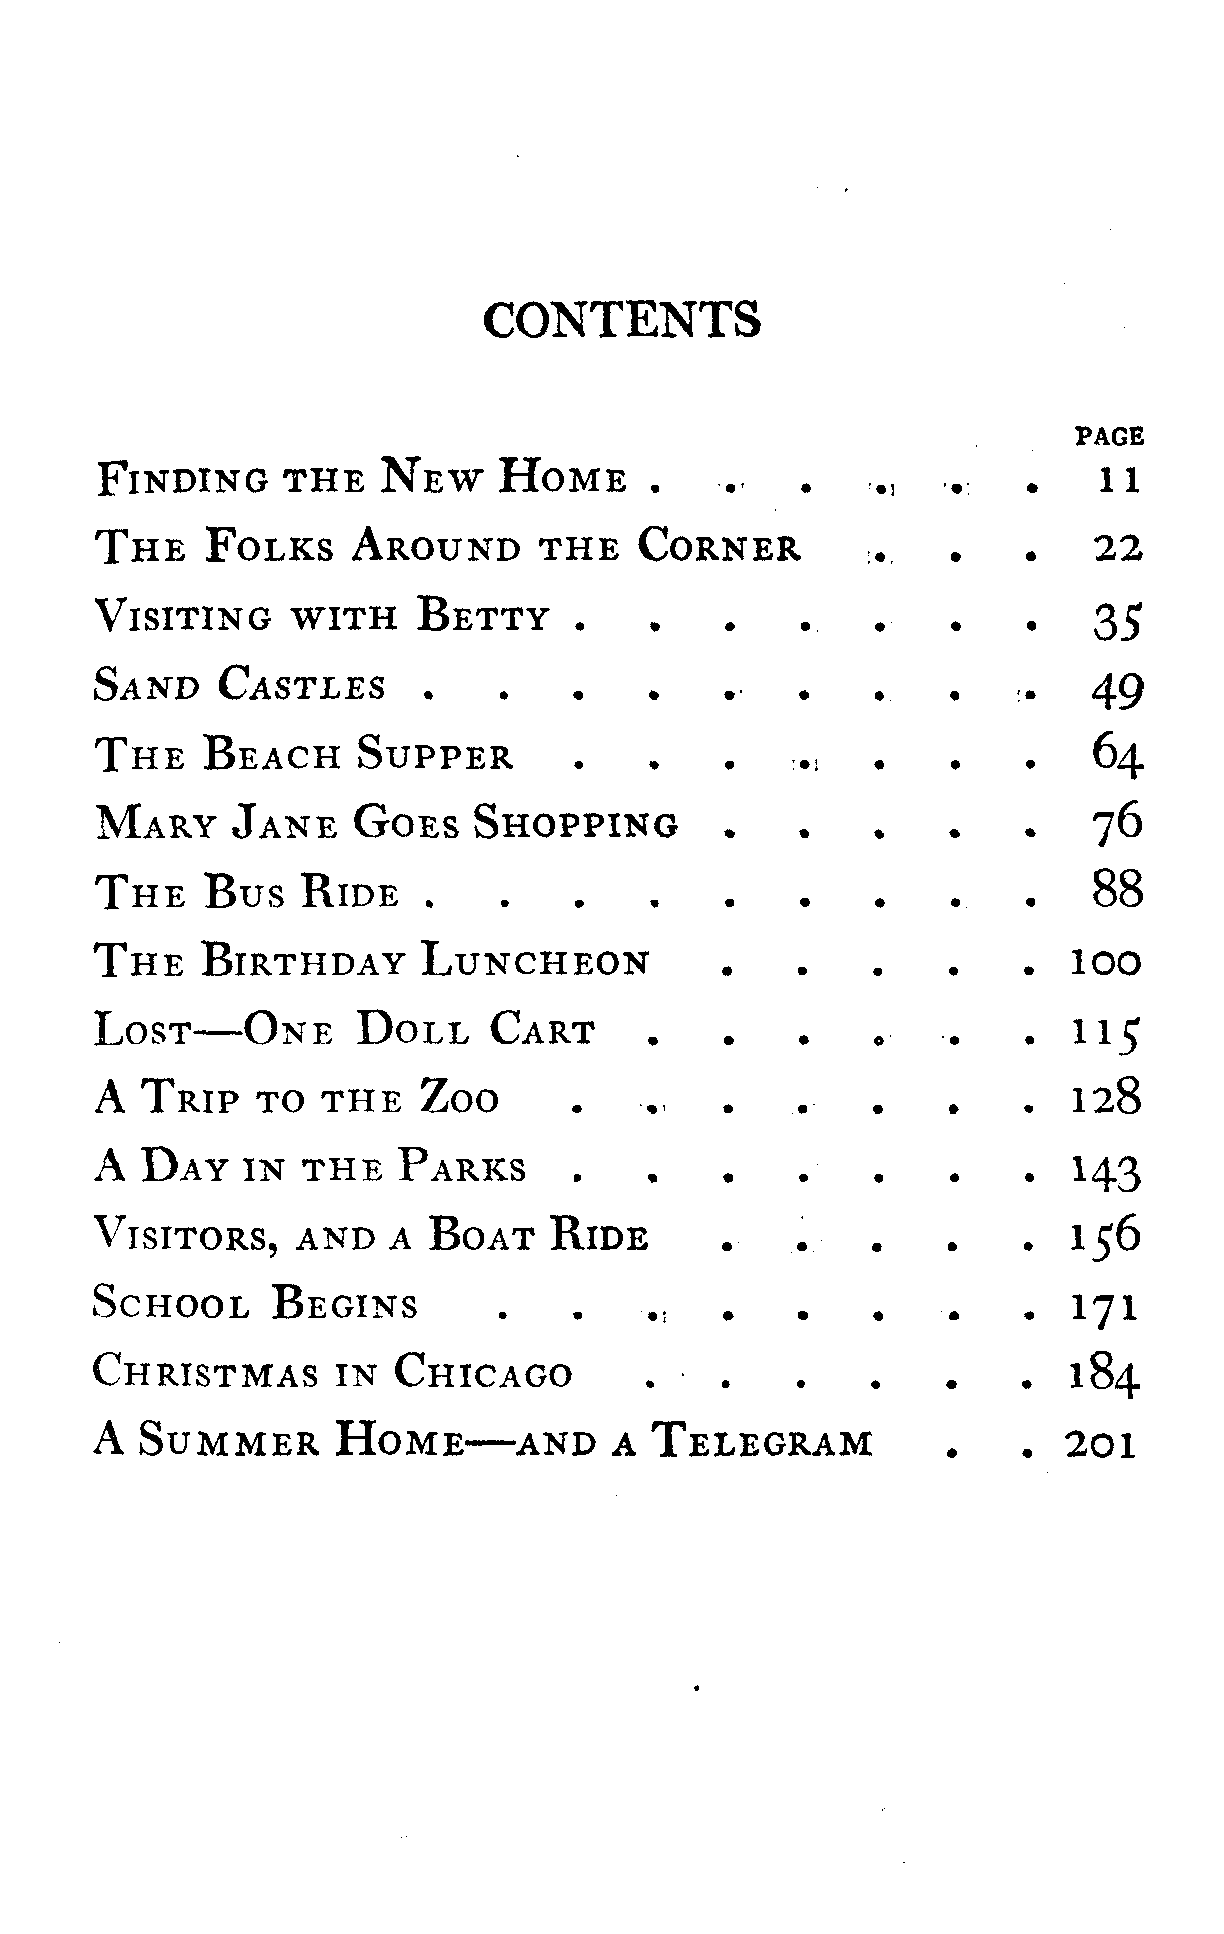 CONTENTS
PAGE
Finding the New Home . . . . . . 11
The Folks Around the Corner . . . 22
Visiting with Betty . . . . . . . 35
Sand Castles . . . . . . . . . 49
The Beach Supper . . . . . . . 64
Mary Jane Goes Shopping . . . . . 76
The Bus Ride . . . . . . . . . 88
The Birthday Luncheon . . . . . 100
Lost—One Doll Cart . . . . . . 115
A Trip to the Zoo . . . . . . . 128
A Day in the Parks . . . . . . . 143
Visitors, and a Boat Ride . . . . . 156
School Begins . . . . . . . . 171
Christmas in Chicago . . . . . . 184
A Summer Home—and a Telegram . . 201